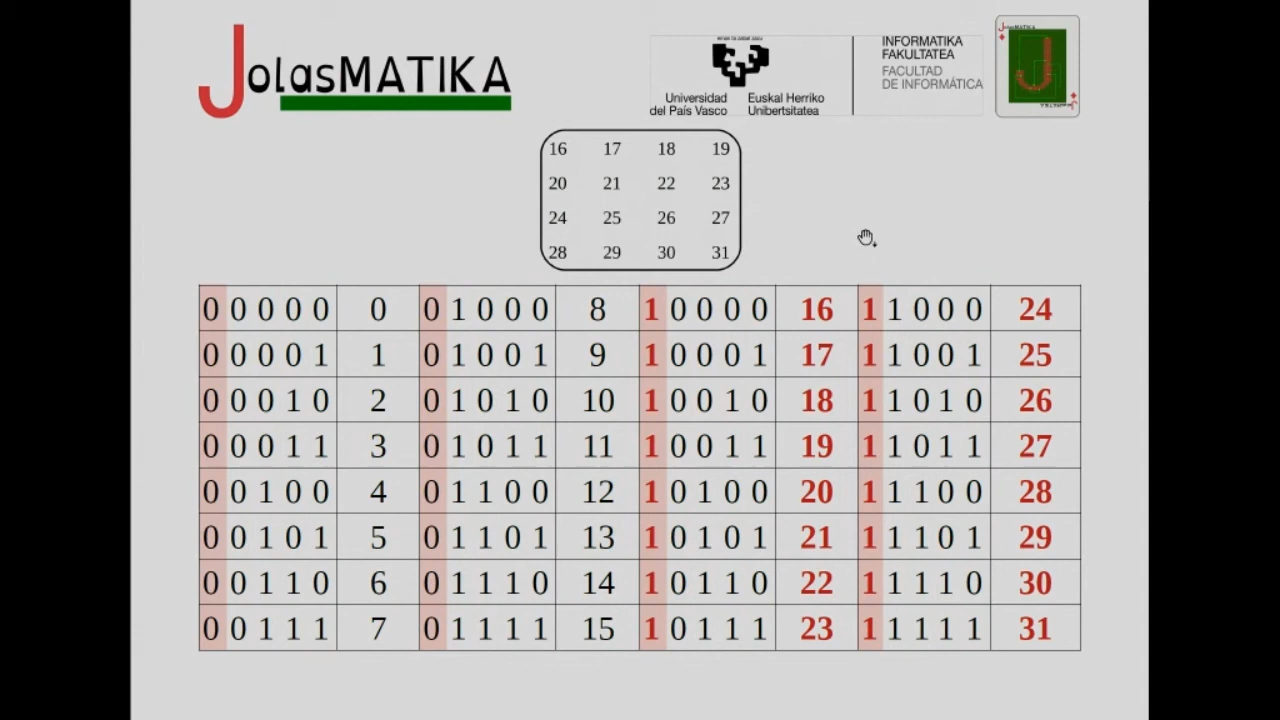 JolasMATIKA
Universidad
del País Vasco
Euskal Herriko
Unibertsitatea
INFORMATIKA
FAKULTATEA
FACULTAD
DE INFORMÁTICA
JolasMATIKA
J
16 17 18 19
20 21 22 23
24 25 26 27
28 29 30 31
0 0 0 0 0 0 0 1 0 0 0 8 1 0 0 0 0 16 1 1 0 0 0 24
0 0 0 0 1 1 0 1 0 0 1 9 1 0 0 0 1 17 1 1 0 0 1 25
0 0 0 1 0 2 0 1 0 1 0 10 1 0 0 1 0 18 1 1 0 1 0 26
0 0 0 1 1 3 0 1 0 1 1 11 1 0 0 1 1 19 1 1 0 1 1 27
0 0 1 0 0 4 0 1 1 0 0 12 1 0 1 0 0 20 1 1 1 0 0 28
0 0 1 0 1 5 0 1 1 0 1 13 1 0 1 0 1 21 1 1 1 0 1 29
0 0 1 1 0 6 0 1 1 1 0 14 1 0 1 1 0 22 1 1 1 1 0 30
0 0 1 1 1 7 0 1 1 1 1 15 1 0 1 1 1 23 1 1 1 1 1 31